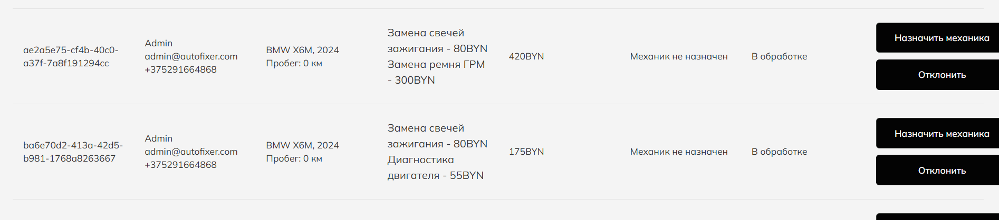 ae2a5e75-cf4b-40c0-
a37f-7a8f191294cc
Admin
admin@autofixer.com
+375291664868
BMW X6M, 2024
Пробег: 0 км
Замена свечей
зажигания - 80BYN
Замена ремня ГРМ
- 300BYN
420BYN
Механик не назначен
В обработке
Назначить механика
Отклонить
ba6e70d2-413a-42d5-
b981-1768a8263667
Admin
admin@autofixer.com
+375291664868
BMW X6M, 2024
Пробег: 0 км
Замена свечей
зажигания - 80BYN
Диагностика
двигателя - 55BYN
175BYN
Механик не назначен
В обработке
Назначить механика
Отклонить